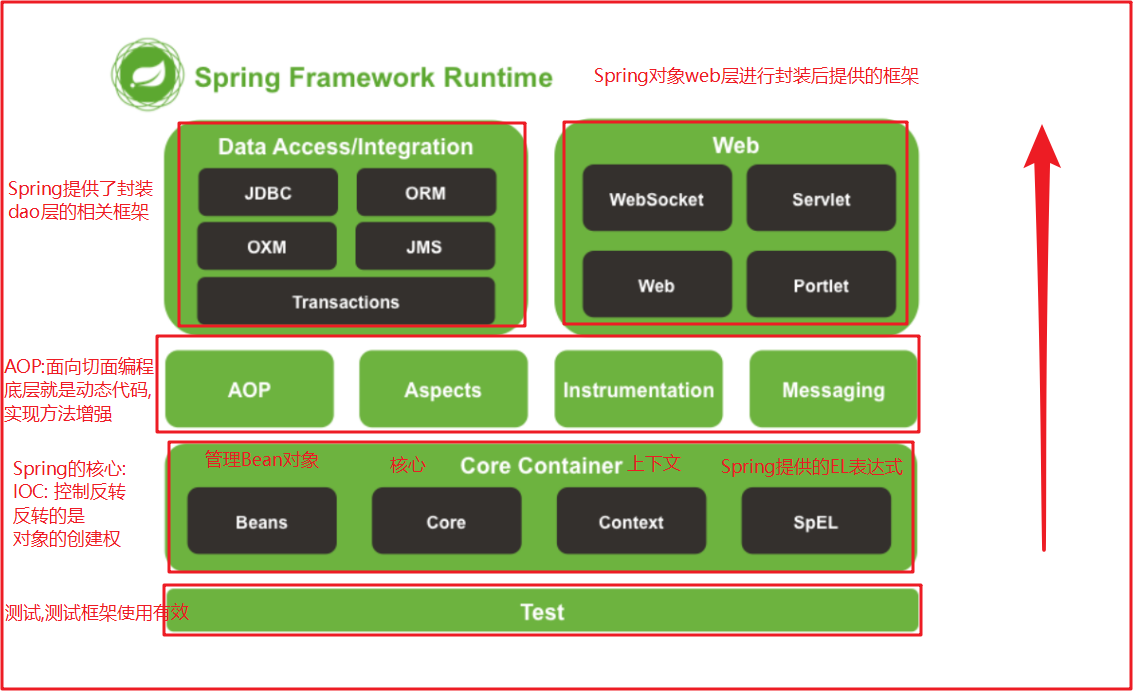 Spring Framework Runtime
Spring对象web层进行封装后提供的框架
Data Access/Integration
Web
JDBC
ORM
WebSocket
Servlet
Spring提供了封装
dao层的相关框架
OXM
JMS
Web
Portlet
Transactions
AOP:面向切面编程
底层就是动态代码,
实现方法增强
AOP
Aspects
Instrumentation
Messaging
Spring的核心:
IOC: 控制反转
反转的是
对象的创建权
管理Bean对象
核心
Core Container
上下文
Spring提供的EL表达式
Beans
Core
Context
SpEL
测试,测试框架使用有效
Test